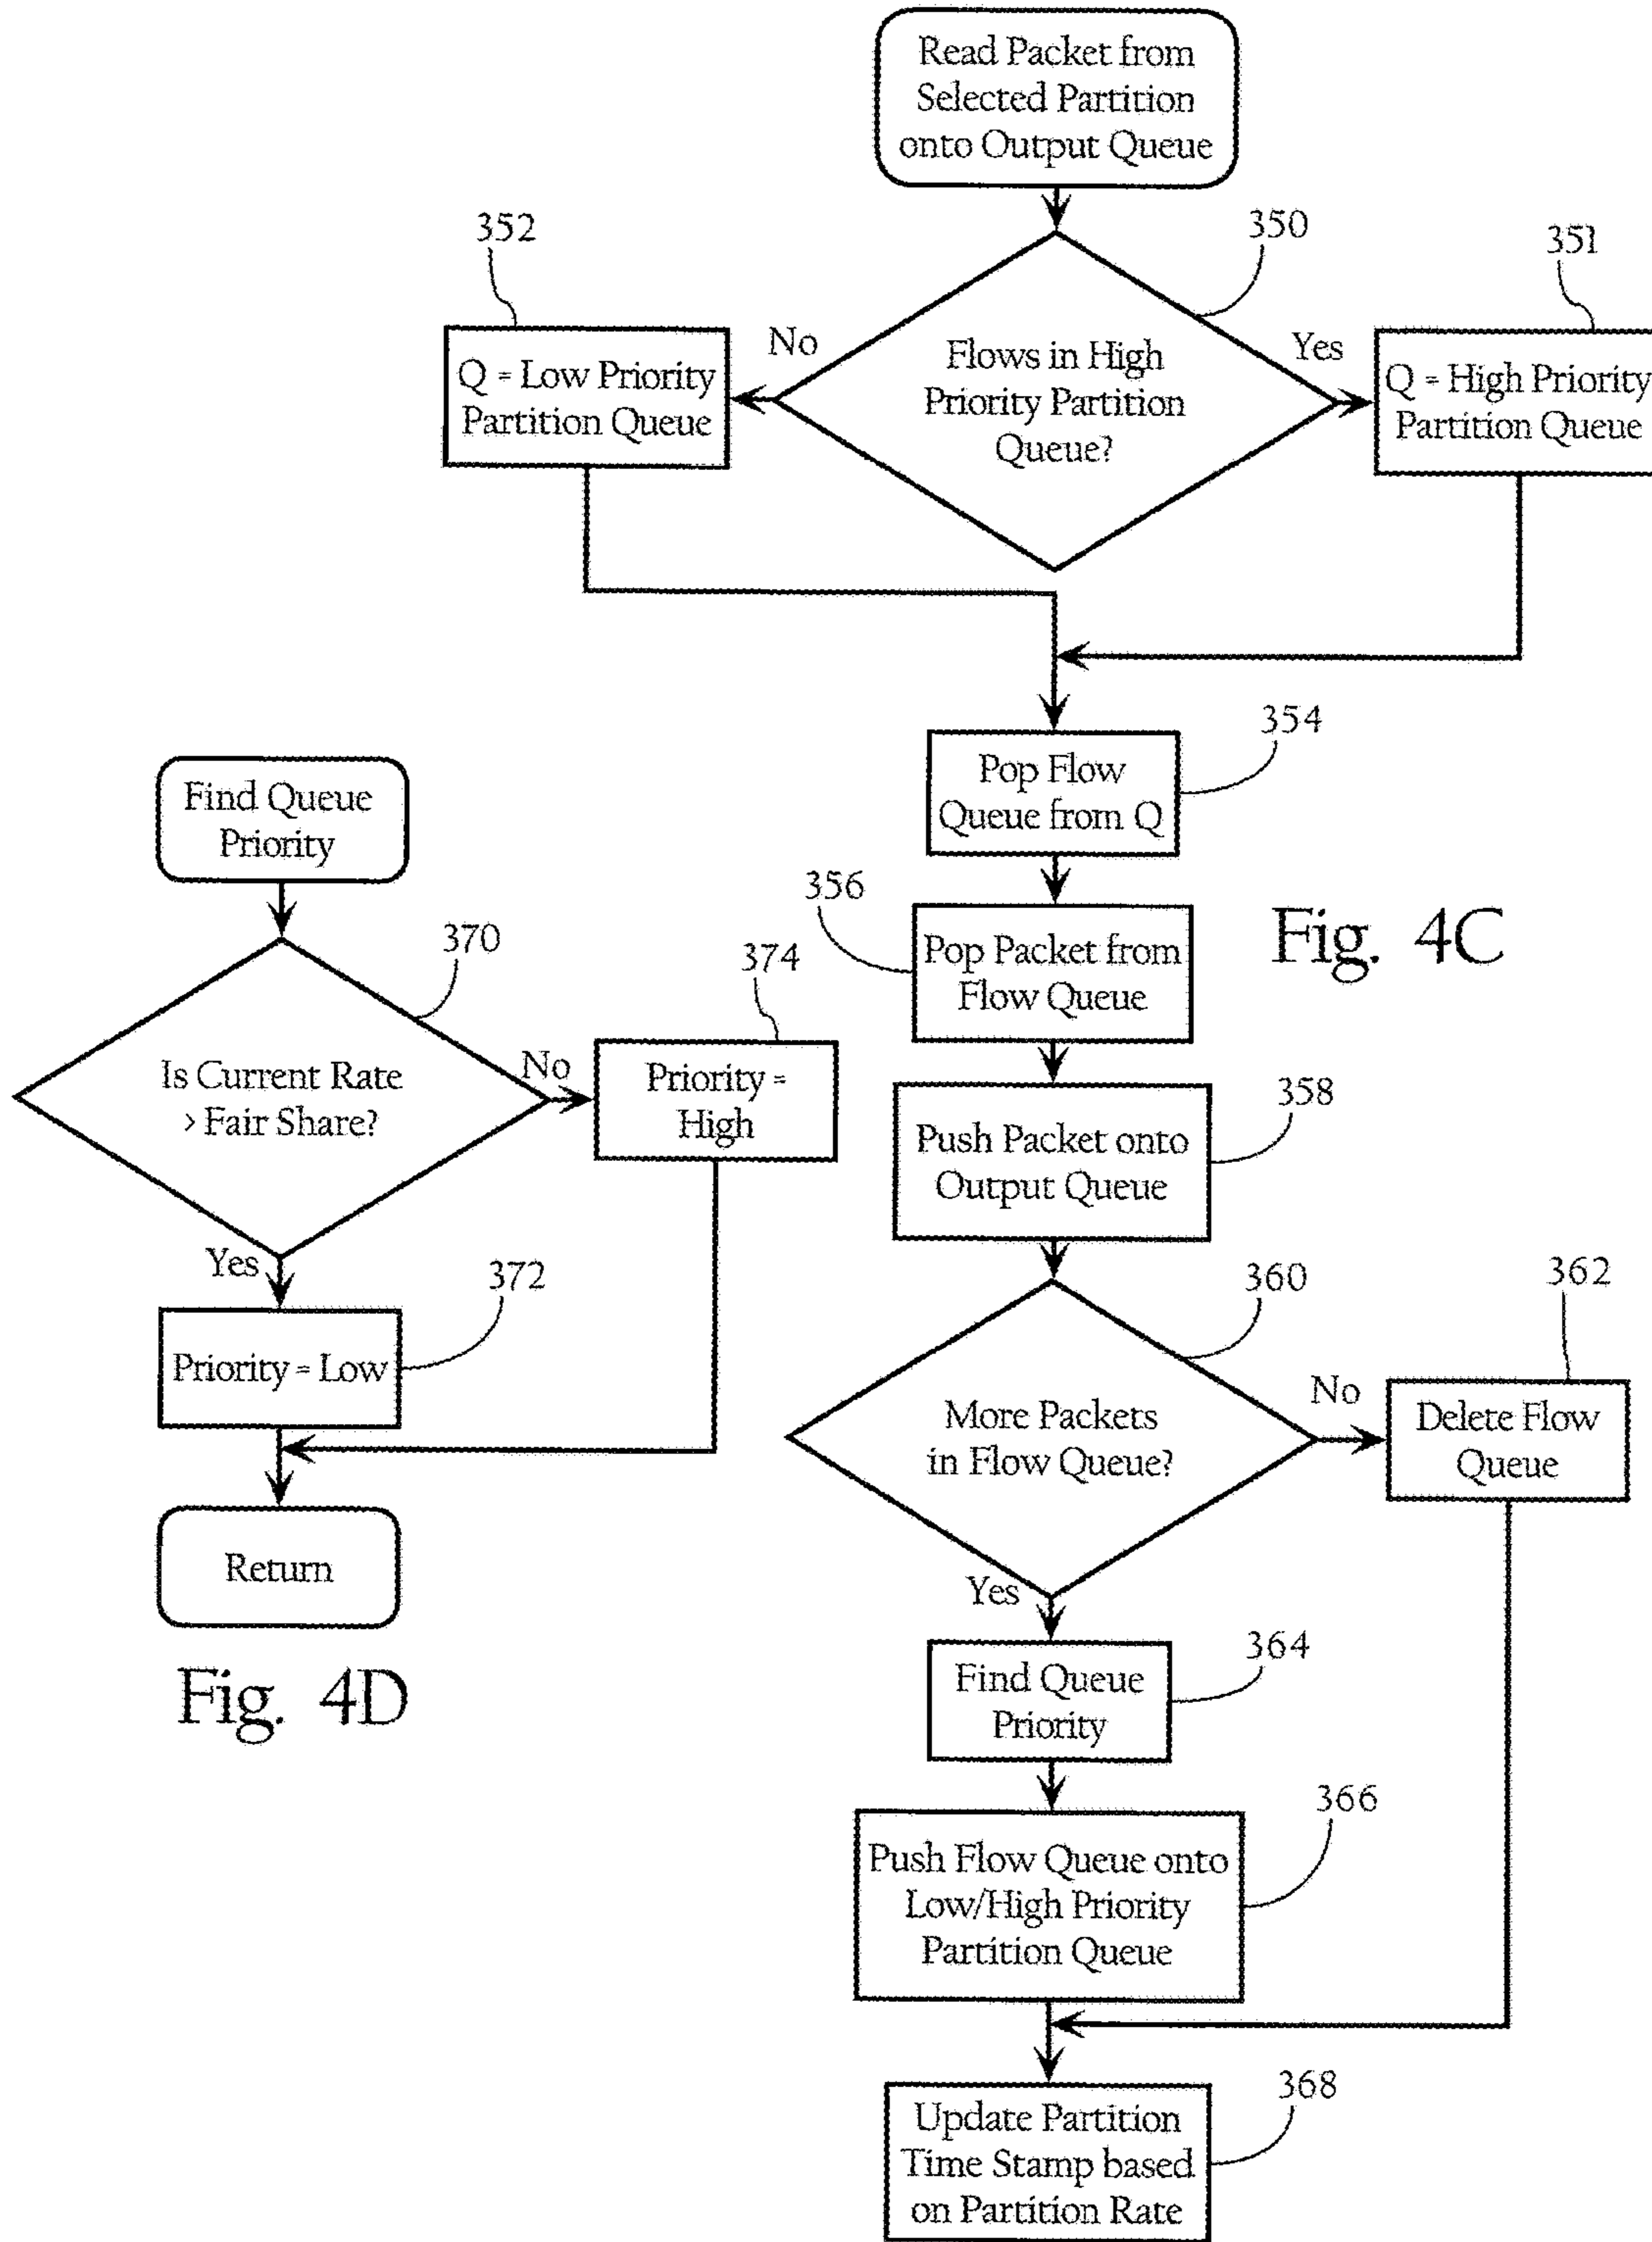 Read Packet from
Selected Partition
onto Output Queue
350
352
351
No
Yes
Flows in High
Priority Partition
Queue?
Q = Low Priority
Partition Queue
Q = High Priority
Partition Queue
354
Pop Flow
Queue from Q
356
Pop Packet from
Flow Queue
Fig. 4C
358
Push Packet onto
Output Queue
360
More Packets
in Flow Queue?
No
362
Delete Flow
Queue
Yes
364
Find Queue
Priority
366
Push Flow Queue onto
Low/High Priority
Partition Queue
368
Update Partition
Time Stamp based
on Partition Rate
Find Queue
Priority
370
Is Current Rate
> Fair Share?
No
374
Priority =
High
Yes
372
Priority = Low
Return
Fig. 4D